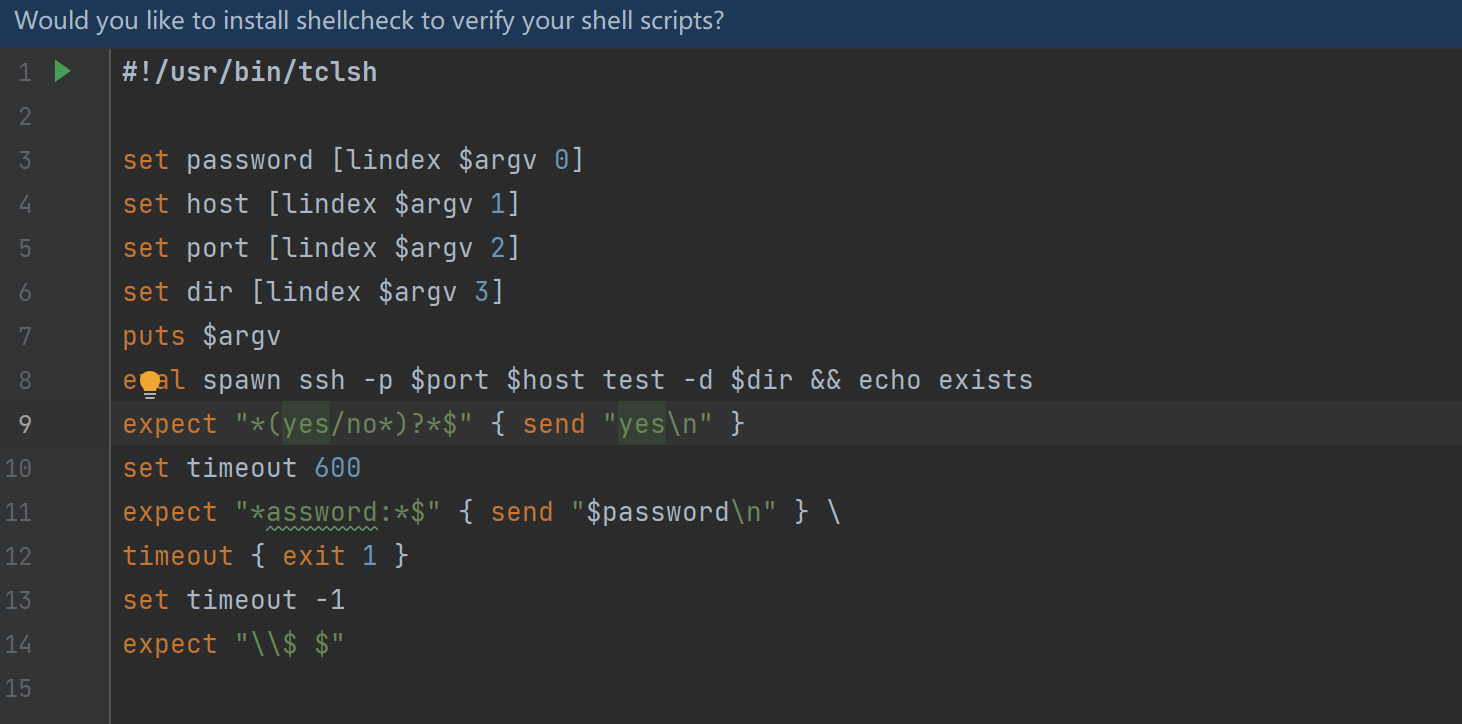 Would you like to install shellcheck to verify your shell scripts?
1 #!/usr/bin/tclsh
2
3 set password [lindex $argv 0]
4 set host [lindex $argv 1]
5 set port [lindex $argv 2]
6 set dir [lindex $argv 3]
7 puts $argv
8 eval spawn ssh -p $port $host test -d $dir && echo exists
9 expect "*(yes/no*)?*$" { send "yes\n" }
10 set timeout 600
11 expect "*assword:*$" { send "$password\n" } \
12 timeout { exit 1 }
13 set timeout -1
14 expect "\\$ $"
15